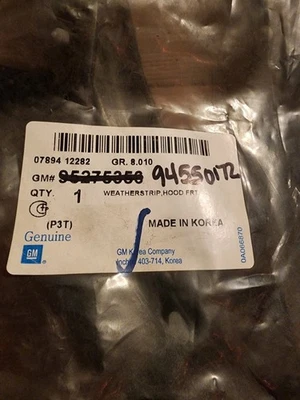 07894 12282 GR. 8.010
GM# 95275350 94550172
QTY. 1 WEATHERSTRIP,HOOD FRT
(P3T) MADE IN KOREA
Genuine
GM GM Korea Company
403-714, Korea
DA066670